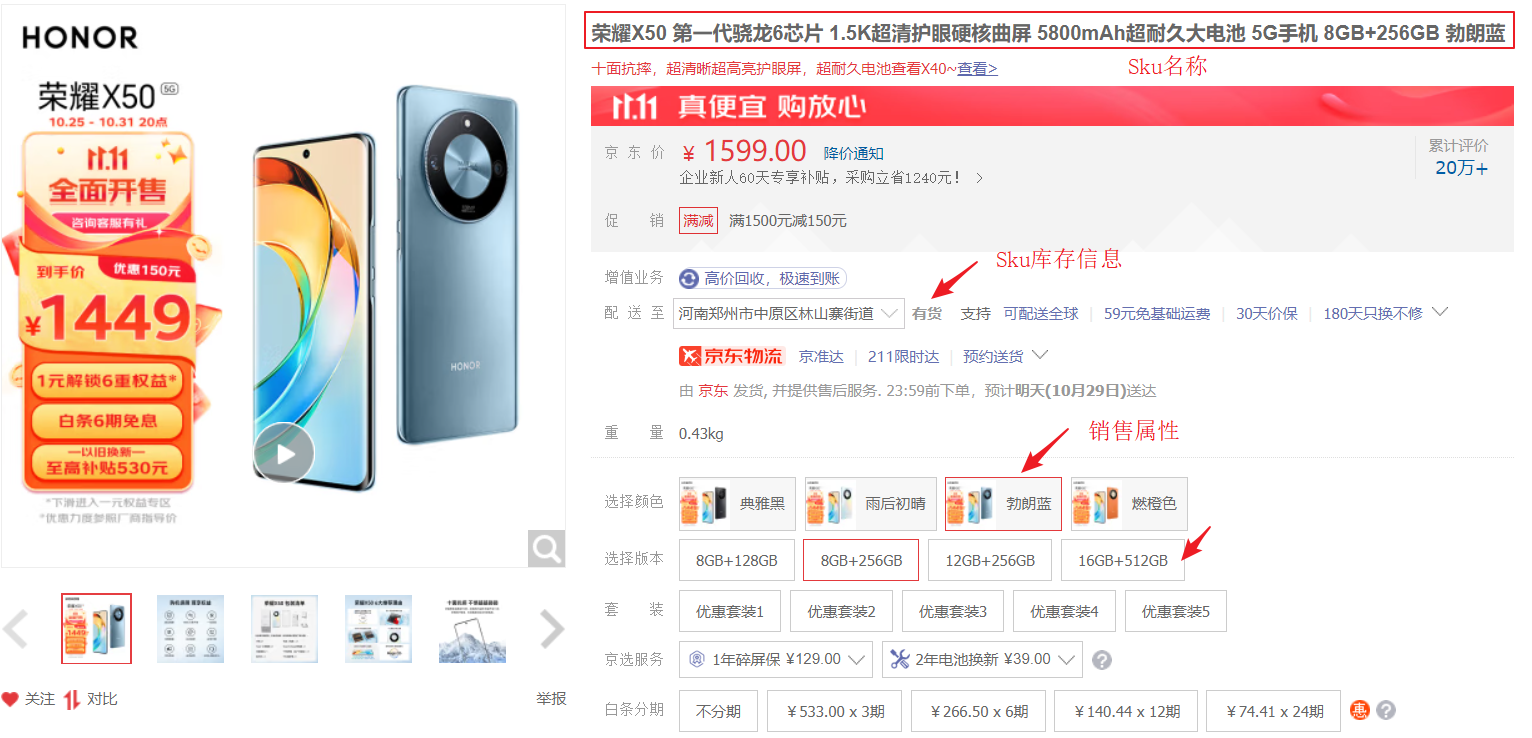 HONOR
荣耀X50 5G
10.25 - 10.31 20点
11.11
全面开售
咨询客服有礼
到手价 优惠150元
¥1449
1元解锁6重权益*
白条6期免息
一以旧换新一
至高补贴530元
*下滑进入一元权益专区
*优惠力度参照厂商指导价
HONOR
关注 对比 举报
荣耀X50 第一代骁龙6芯片 1.5K超清护眼硬核曲屏 5800mAh超耐久大电池 5G手机 8GB+256GB 勃朗蓝
十面抗摔，超清晰超高亮护眼屏，超耐久电池查看X40~查看>
Sku名称
11.11 真便宜 购放心
京东价 ￥1599.00 降价通知
累计评价
20万+
企业新人60天专享补贴，采购立省1240元！ >
促销 满减 满1500元减150元
Sku库存信息
增值业务 高价回收，极速到账
配送至 河南郑州市中原区林山寨街道 有货 支持 可配送全球 59元免基础运费 30天价保 180天只换不修
京东物流 京准达 211限时达 预约送货
由 京东 发货, 并提供售后服务. 23:59前下单，预计明天(10月29日)送达
重量 0.43kg
销售属性
选择颜色 典雅黑 雨后初晴 勃朗蓝 燃橙色
选择版本 8GB+128GB 8GB+256GB 12GB+256GB 16GB+512GB
套装 优惠套装1 优惠套装2 优惠套装3 优惠套装4 优惠套装5
京选服务 1年碎屏保 ¥129.00 2年电池换新 ¥39.00 ?
白条分期 不分期 ￥533.00 x 3期 ￥266.50 x 6期 ￥140.44 x 12期 ￥74.41 x 24期 惠 ?